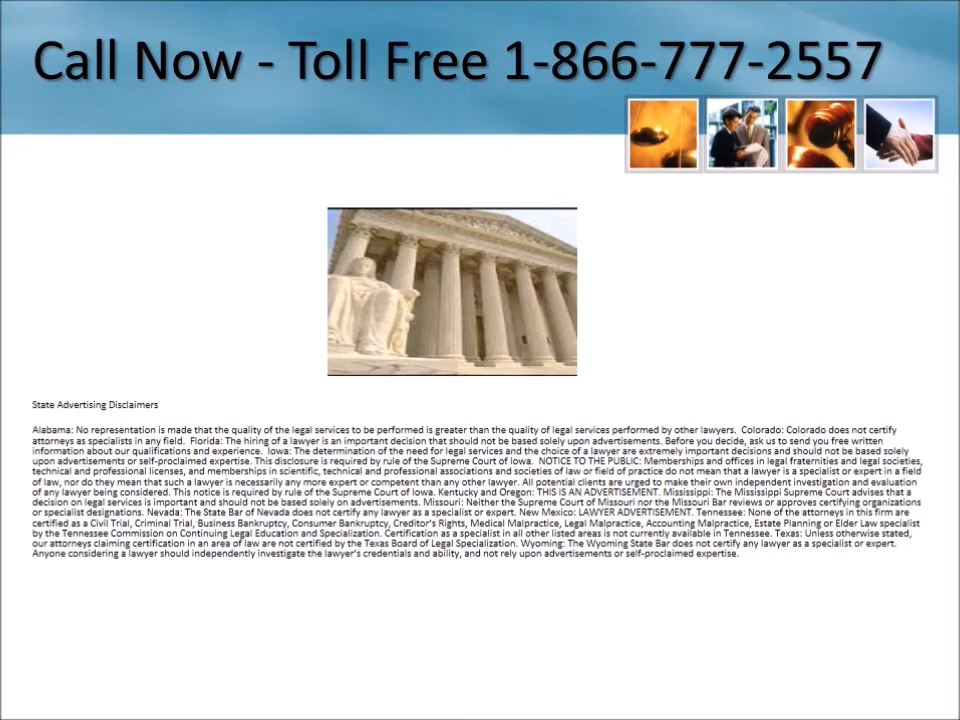 Call Now - Toll Free 1-866-777-2557
State Advertising Disclaimers
Alabama: No representation is made that the quality of the legal services to be performed is greater than the quality of legal services performed by other lawyers. Colorado: Colorado does not certify
attorneys as specialists in any field. Florida: The hiring of a lawyer is an important decision that should not be based solely upon advertisements. Before you decide, ask us to send you free written
information about our qualifications and experience. Iowa: The determination of the need for legal services and the choice of a lawyer are extremely important decisions and should not be based solely
upon advertisements or self-proclaimed expertise. This disclosure is required by rule of the Supreme Court of Iowa. NOTICE TO THE PUBLIC: Memberships and offices in legal fraternities and legal societies,
technical and professional licenses, and memberships in scientific, technical and professional associations and societies of law or field of practice do not mean that a lawyer is a specialist or expert in a field
of law, nor do they mean that such a lawyer is necessarily any more expert or competent than any other lawyer. All potential clients are urged to make their own independent investigation and evaluation
of any lawyer being considered. This notice is required by rule of the Supreme Court of Iowa. Kentucky and Oregon: THIS IS AN ADVERTISEMENT. Mississippi: The Mississippi Supreme Court advises that a
decision on legal services is important and should not be based solely on advertisements. Missouri: Neither the Supreme Court of Missouri nor the Missouri Bar reviews or approves certifying organizations
or specialist designations. Nevada: The State Bar of Nevada does not certify any lawyer as a specialist or expert. New Mexico: LAWYER ADVERTISEMENT. Tennessee: None of the attorneys in this firm are
certified as a Civil Trial, Criminal Trial, Business Bankruptcy, Consumer Bankruptcy, Creditor's Rights, Medical Malpractice, Legal Malpractice, Accounting Malpractice, Estate Planning or Elder Law specialist
by the Tennessee Commission on Continuing Legal Education and Specialization. Certification as a specialist in all other listed areas is not currently available in Tennessee. Texas: Unless otherwise stated,
our attorneys claiming certification in an area of law are not certified by the Texas Board of Legal Specialization. Wyoming: The Wyoming State Bar does not certify any lawyer as a specialist or expert.
Anyone considering a lawyer should independently investigate the lawyer's credentials and ability, and not rely upon advertisements or self-proclaimed expertise.